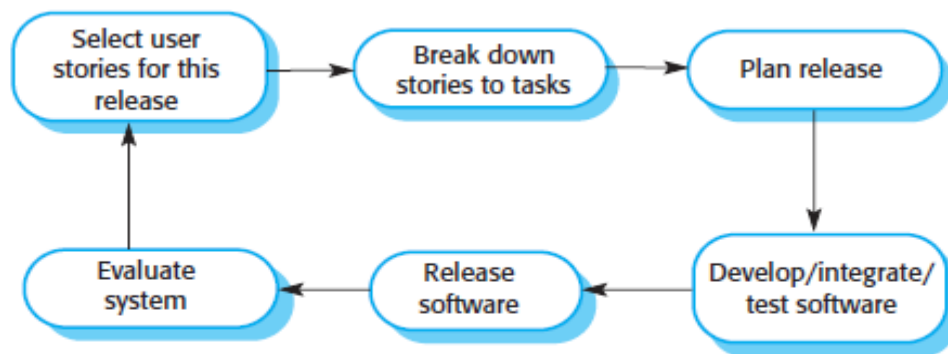 Select user
stories for this
release
Break down
stories to tasks
Plan release
Evaluate
system
Release
software
Develop/integrate/
test software